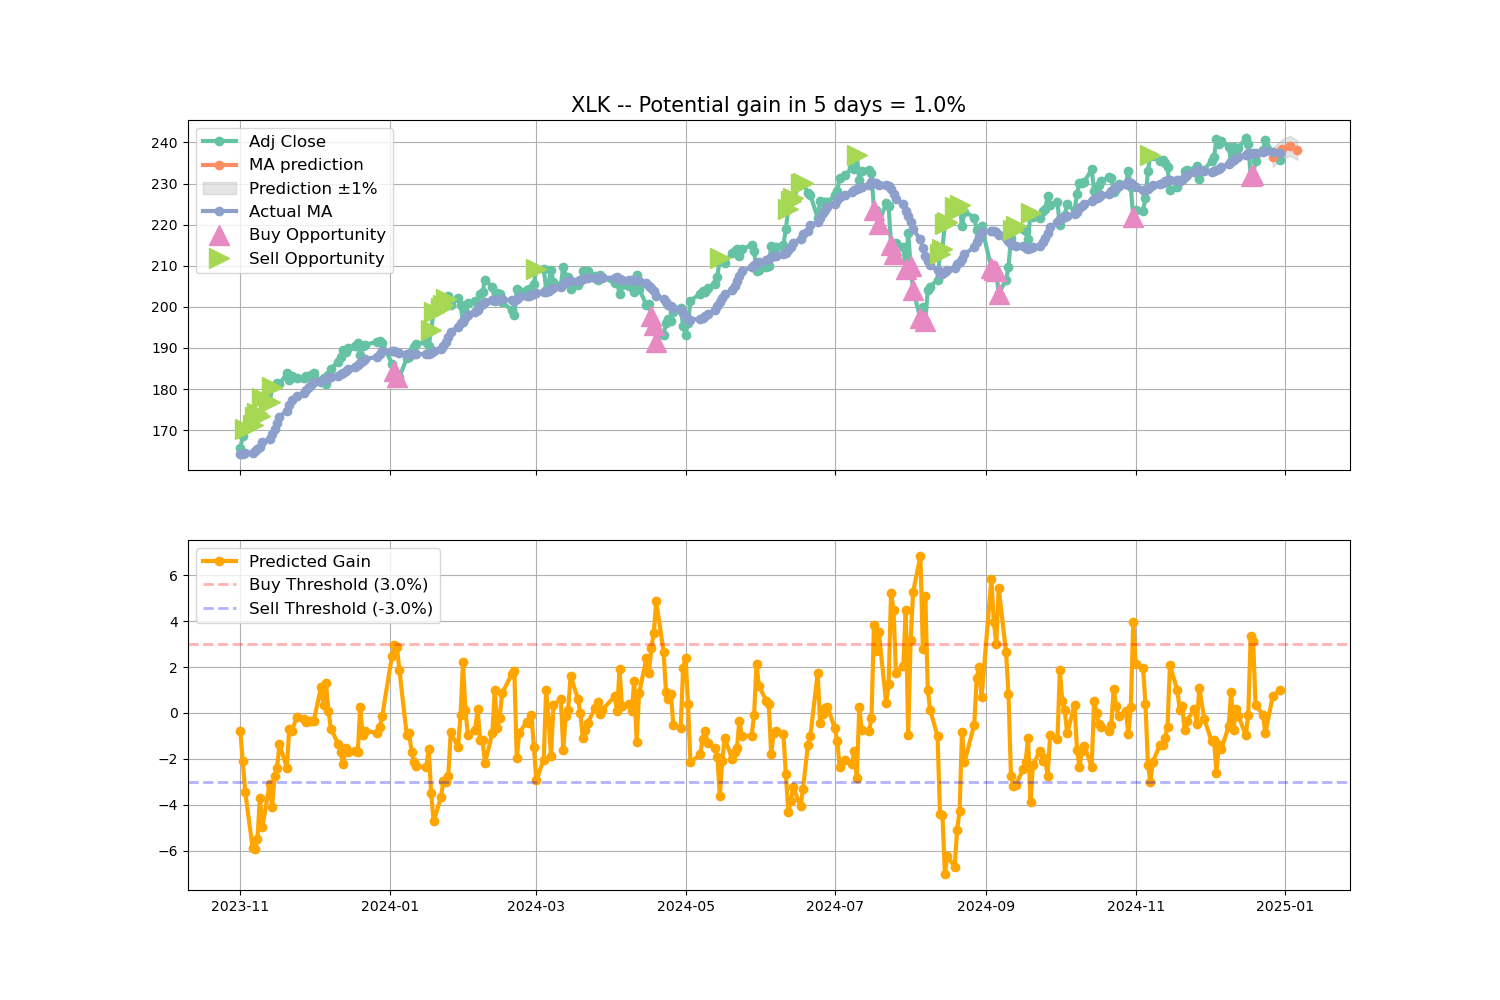 XLK -- Potential gain in 5 days = 1.0%
Adj Close
MA prediction
Prediction ±1%
Actual MA
Buy Opportunity
Sell Opportunity
240
230
220
210
200
190
180
170
Predicted Gain
Buy Threshold (3.0%)
Sell Threshold (-3.0%)
6
4
2
0
−2
−4
−6
2023-11 2024-01 2024-03 2024-05 2024-07 2024-09 2024-11 2025-01